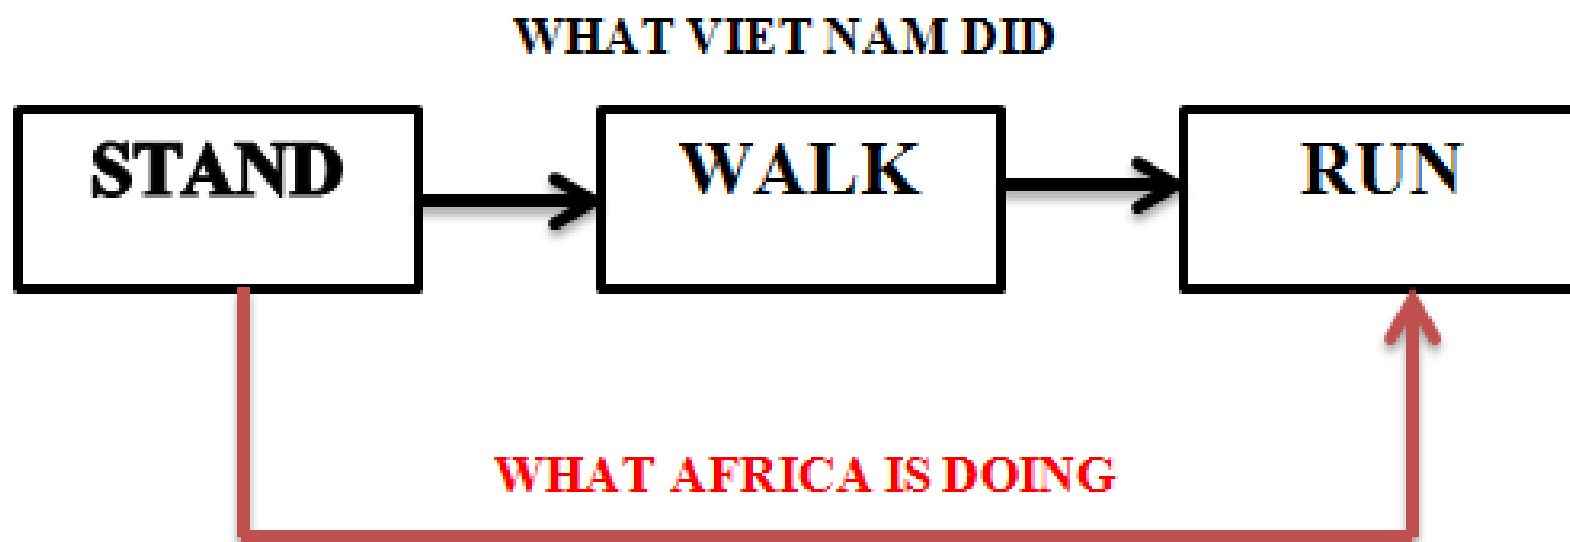 WHAT VIET NAM DID
STAND
WALK
RUN
WHAT AFRICA IS DOING